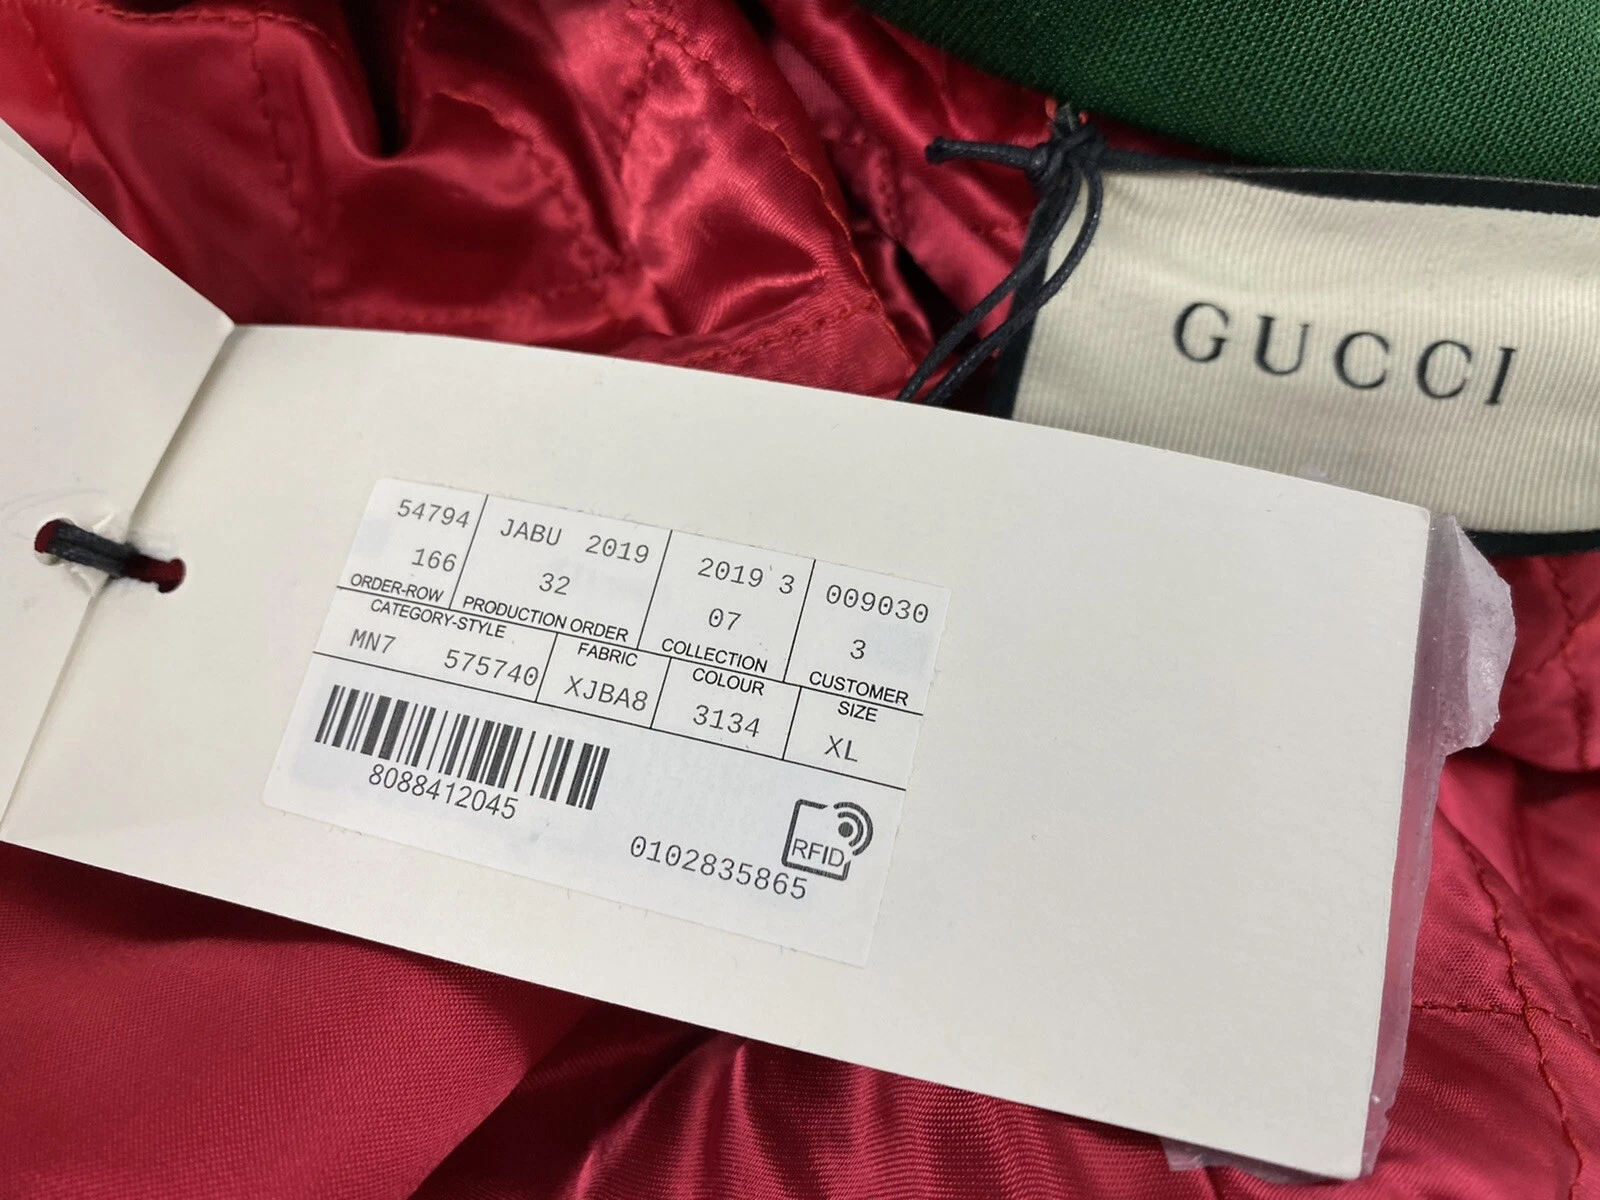 GUCCI
54794 JABU 2019 2019 3 009030
166 32 07 3
ORDER-ROW PRODUCTION ORDER COLLECTION CUSTOMER
CATEGORY-STYLE FABRIC COLOUR SIZE
MN7 575740 XJBA8 3134 XL
8088412045
RFID
0102835865